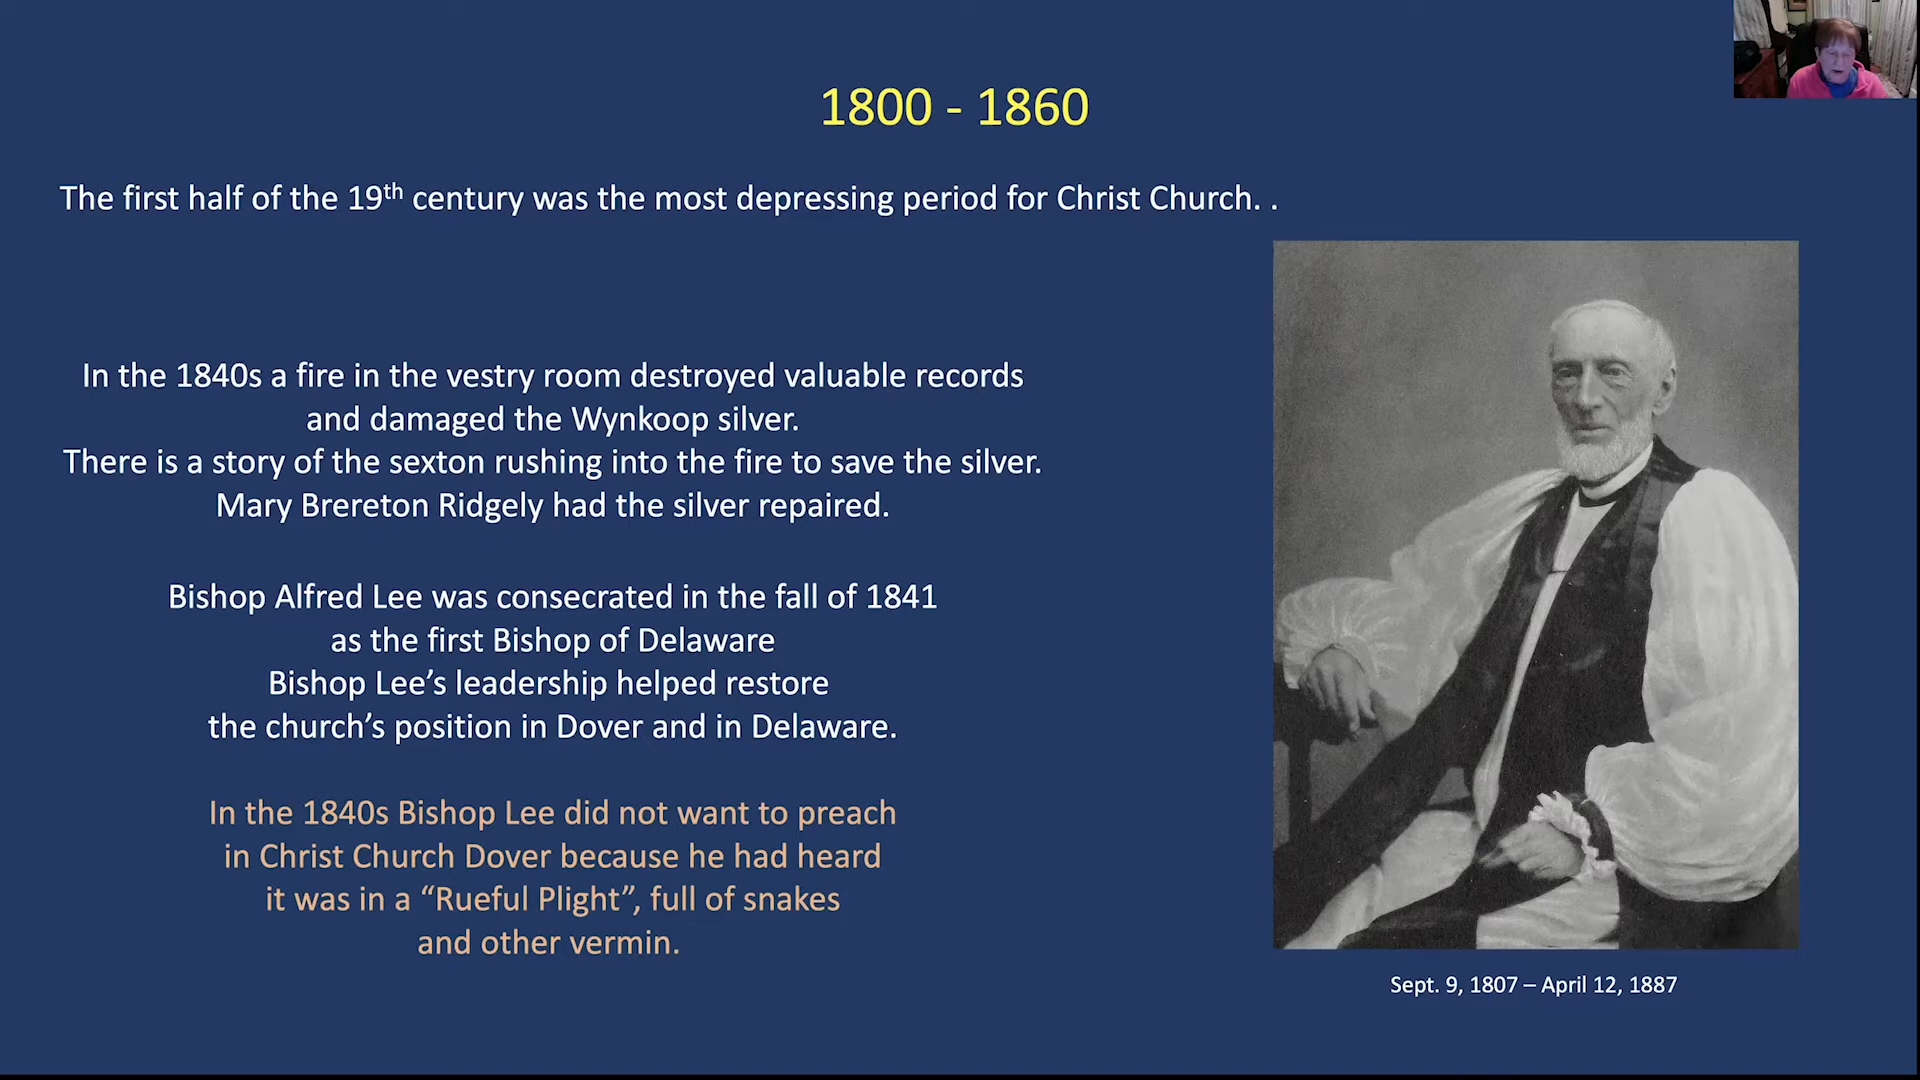 1800 - 1860
The first half of the 19th century was the most depressing period for Christ Church. .
In the 1840s a fire in the vestry room destroyed valuable records
and damaged the Wynkoop silver.
There is a story of the sexton rushing into the fire to save the silver.
Mary Brereton Ridgely had the silver repaired.
Bishop Alfred Lee was consecrated in the fall of 1841
as the first Bishop of Delaware
Bishop Lee’s leadership helped restore
the church’s position in Dover and in Delaware.
In the 1840s Bishop Lee did not want to preach
in Christ Church Dover because he had heard
it was in a “Rueful Plight”, full of snakes
and other vermin.
Sept. 9, 1807 – April 12, 1887